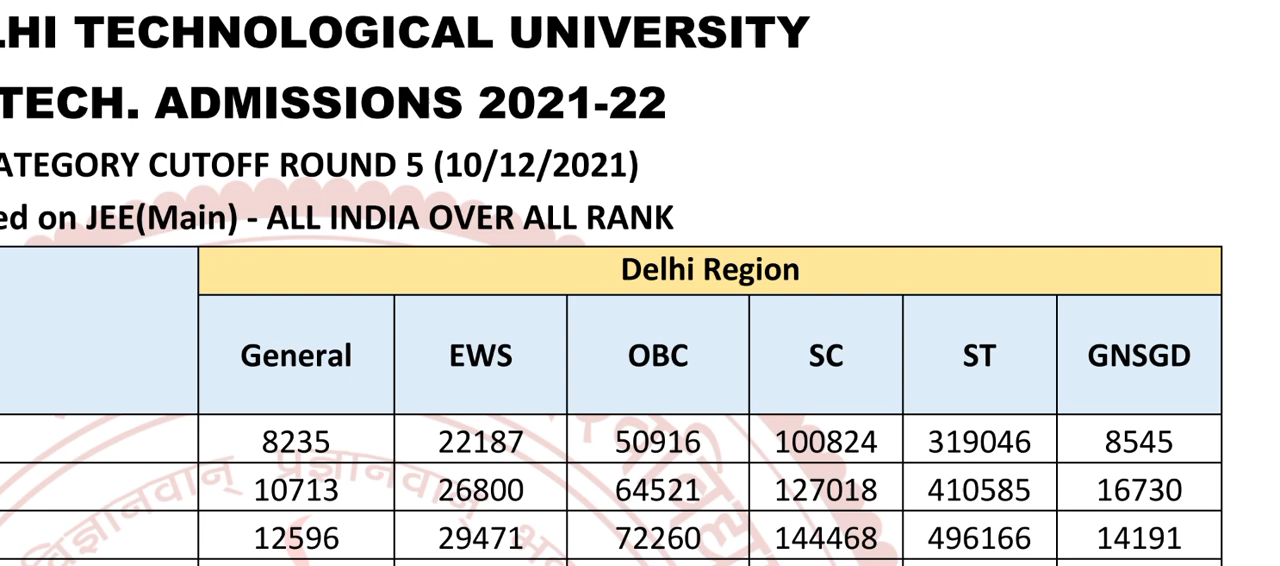 LHI TECHNOLOGICAL UNIVERSITY
TECH. ADMISSIONS 2021-22
ATEGORY CUTOFF ROUND 5 (10/12/2021)
ed on JEE(Main) - ALL INDIA OVER ALL RANK
Delhi Region
General EWS OBC SC ST GNSGD
8235 22187 50916 100824 319046 8545
10713 26800 64521 127018 410585 16730
12596 29471 72260 144468 496166 14191